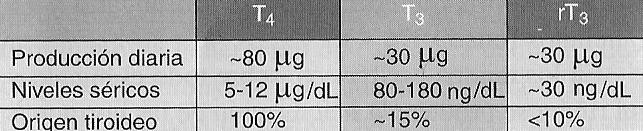 T₄ T₃ rT₃
Producción diaria ~80 µg ~30 µg ~30 µg
Niveles séricos 5-12 µg/dL 80-180 ng/dL ~30 ng/dL
Origen tiroideo 100% ~15% <10%